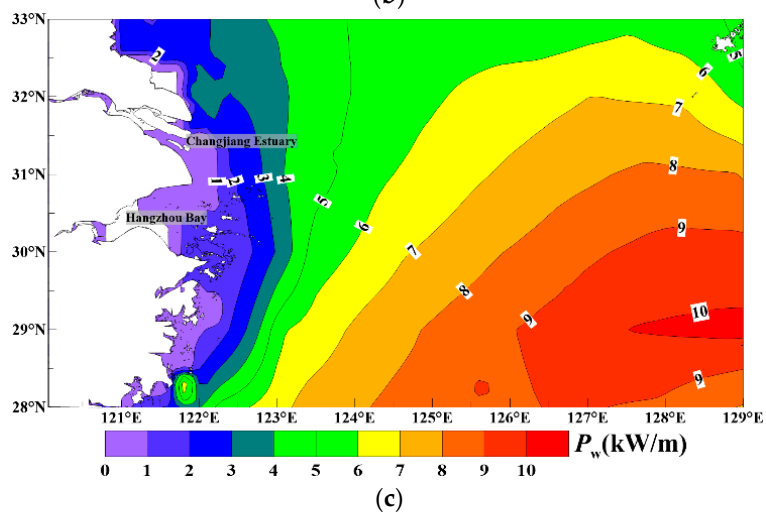 (b)
33°N
2
5
6
32°N
7
Changjiang Estuary
31°N
1 2 3 4
8
5
Hangzhou Bay
6
9
30°N
7
8
10
9
29°N
9
28°N
121°E 122°E 123°E 124°E 125°E 126°E 127°E 128°E 129°E
Pw(kW/m)
0 1 2 3 4 5 6 7 8 9 10
(c)